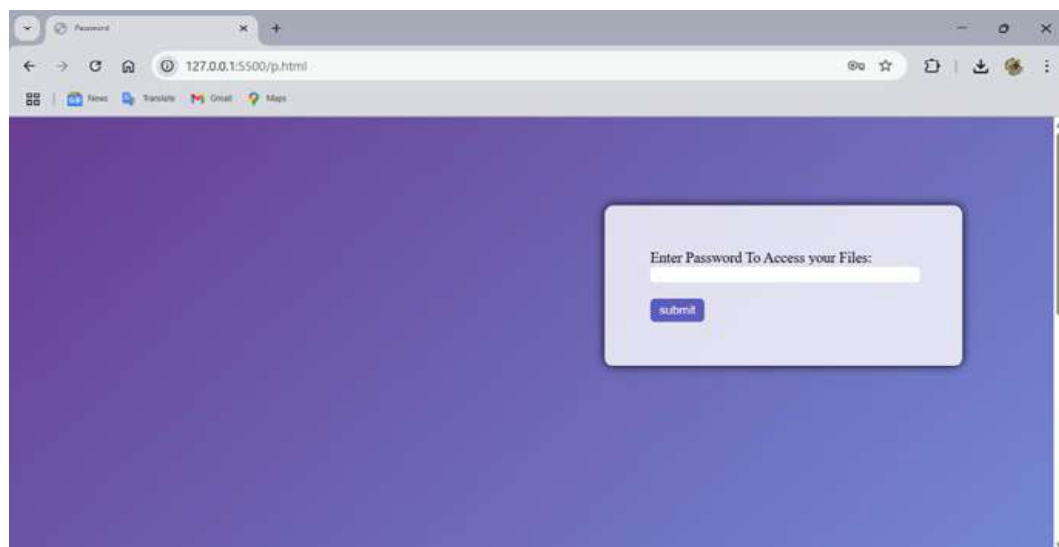 Password
127.0.0.1:5500/p.html
News Translate Gmail Maps
Enter Password To Access your Files:
submit